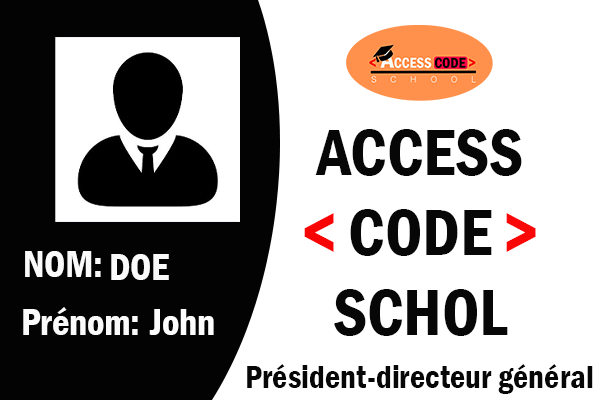 <ACCESS CODE>
SCHOOL
ACCESS
< CODE >
SCHOL
NOM: DOE
Prénom: John
Président-directeur général